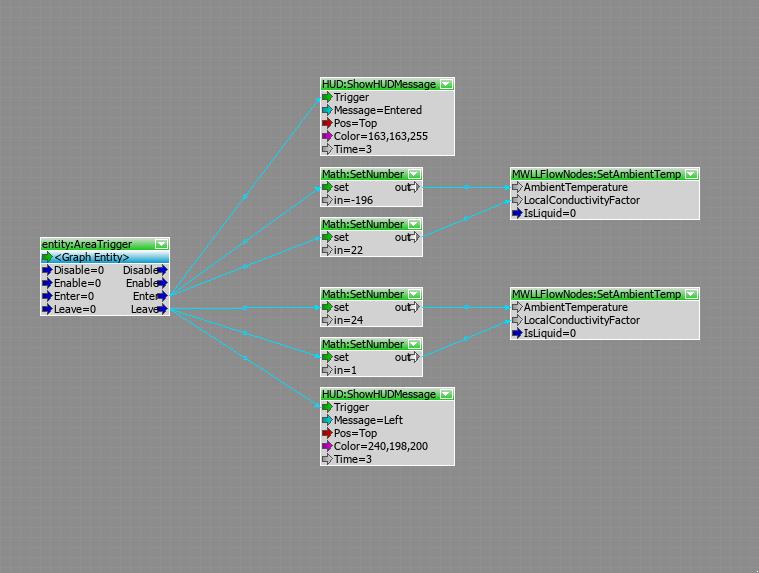 HUD:ShowHUDMessage
Trigger
Message=Entered
Pos=Top
Color=163,163,255
Time=3
Math:SetNumber
set out
in=-196
MWLLFlowNodes:SetAmbientTemp
AmbientTemperature
LocalConductivityFactor
IsLiquid=0
Math:SetNumber
set out
in=22
entity:AreaTrigger
<Graph Entity>
Disable=0 Disable
Enable=0 Enable
Enter=0 Enter
Leave=0 Leave
Math:SetNumber
set out
in=24
MWLLFlowNodes:SetAmbientTemp
AmbientTemperature
LocalConductivityFactor
IsLiquid=0
Math:SetNumber
set out
in=1
HUD:ShowHUDMessage
Trigger
Message=Left
Pos=Top
Color=240,198,200
Time=3